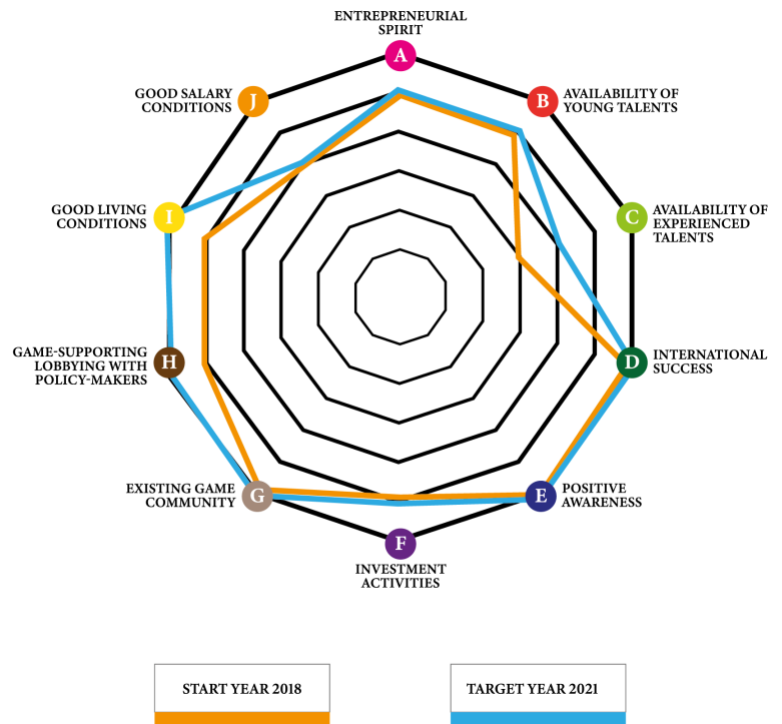 ENTREPRENEURIAL
SPIRIT
A
GOOD SALARY
CONDITIONS
J
B
AVAILABILITY OF
YOUNG TALENTS
GOOD LIVING
CONDITIONS
I
C
AVAILABILITY OF
EXPERIENCED
TALENTS
GAME-SUPPORTING
LOBBYING WITH
POLICY-MAKERS
H
D
INTERNATIONAL
SUCCESS
EXISTING GAME
COMMUNITY
G
E
POSITIVE
AWARENESS
F
INVESTMENT
ACTIVITIES
START YEAR 2018
TARGET YEAR 2021